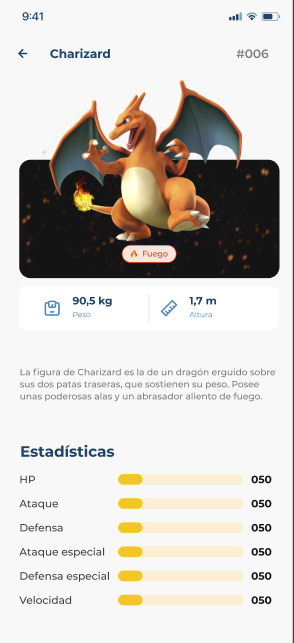 9:41
Charizard #006
Fuego
90,5 kg 1,7 m
Peso Altura
La figura de Charizard es la de un dragón erguido sobre
sus dos patas traseras, que sostienen su peso. Posee
unas poderosas alas y un abrasador aliento de fuego.
Estadísticas
HP 050
Ataque 050
Defensa 050
Ataque especial 050
Defensa especial 050
Velocidad 050